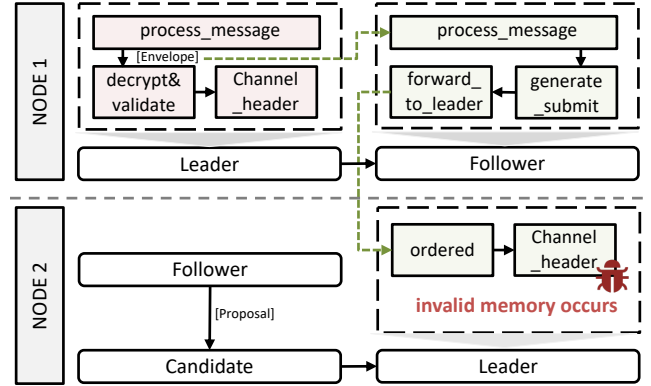 NODE 1
process_message
[Envelope]
decrypt&
validate
Channel
_header
Leader
process_message
forward_
to_leader
generate
_submit
Follower
NODE 2
Follower
[Proposal]
Candidate
ordered
Channel
_header
invalid memory occurs
Leader